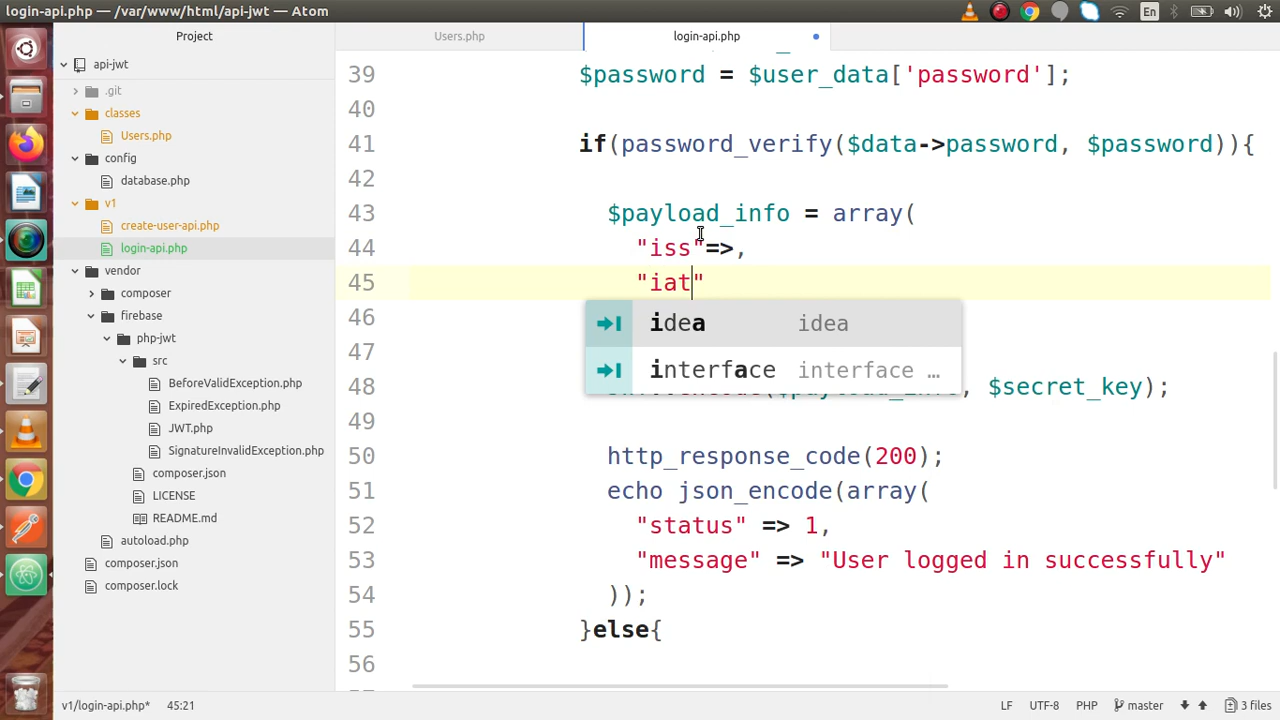 login-api.php — /var/www/html/api-jwt — Atom
En
Project
api-jwt
.git
classes
Users.php
config
database.php
v1
create-user-api.php
login-api.php
vendor
composer
firebase
php-jwt
src
BeforeValidException.php
ExpiredException.php
JWT.php
SignatureInvalidException.php
composer.json
LICENSE
README.md
autoload.php
composer.json
composer.lock
Users.php
login-api.php
39 $password = $user_data['password'];
40
41 if(password_verify($data->password, $password)){
42
43 $payload_info = array(
44 "iss"=>,
45 "iat"
46
47
48 $secret_key);
49
50 http_response_code(200);
51 echo json_encode(array(
52 "status" => 1,
53 "message" => "User logged in successfully"
54 ));
55 }else{
56
idea idea
interface interface …
v1/login-api.php* 45:21 LF UTF-8 PHP master 3 files